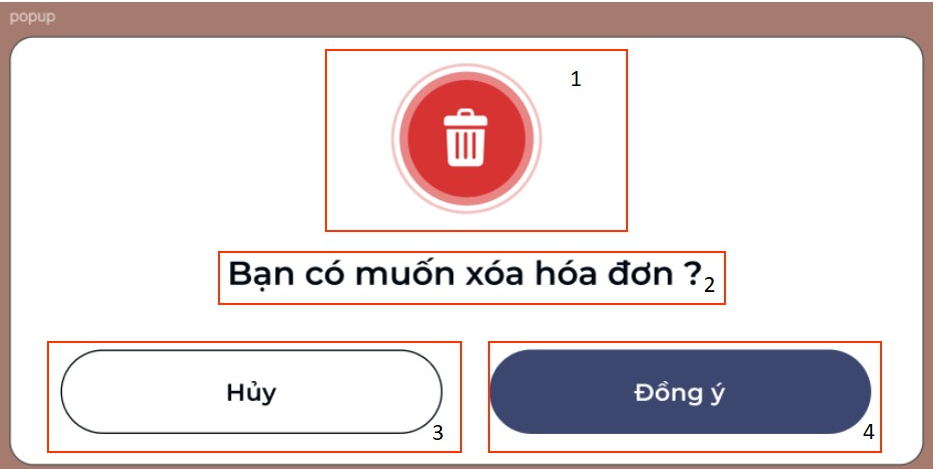 popup
1
Bạn có muốn xóa hóa đơn ?
2
Hủy
3
Đồng ý
4